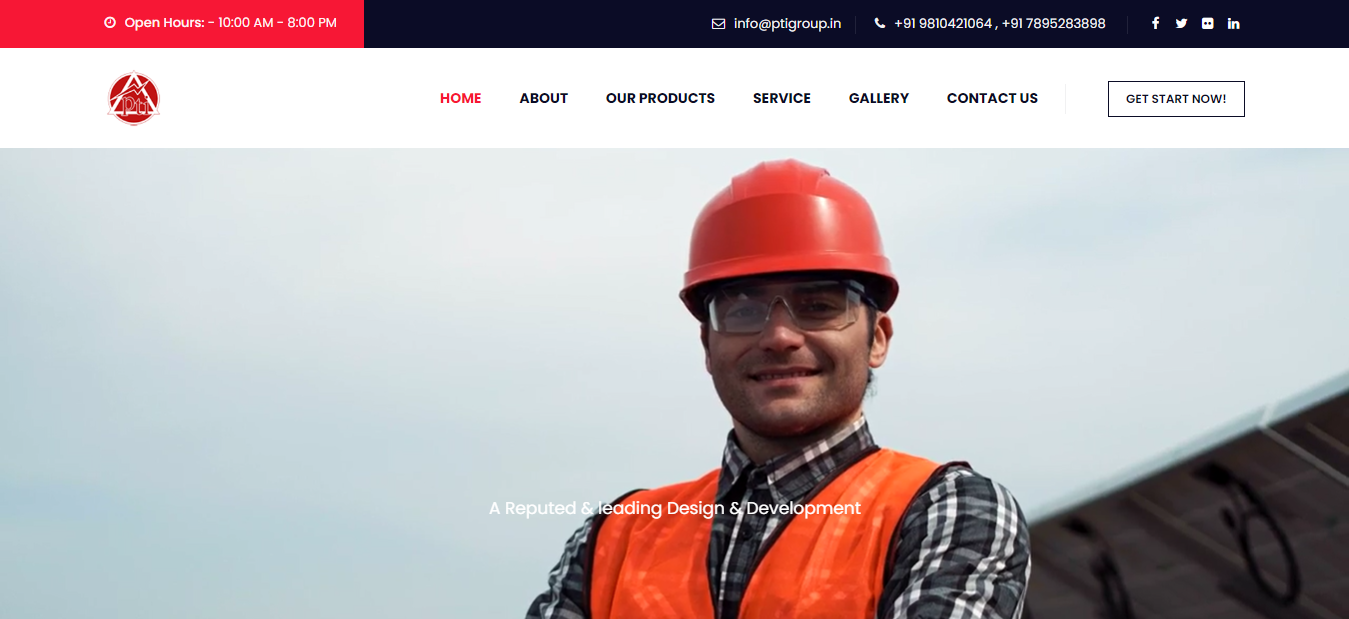 Open Hours: - 10:00 AM - 8:00 PM
info@ptigroup.in
+91 9810421064 , +91 7895283898
pti
HOME
ABOUT
OUR PRODUCTS
SERVICE
GALLERY
CONTACT US
GET START NOW!
A Reputed & leading Design & Development